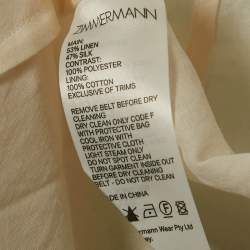 ZIMMERMANN
MAIN:
53% LINEN
47% SILK
CONTRAST:
100% POLYESTER
LINING:
100% COTTON
EXCLUSIVE OF TRIMS
REMOVE BELT BEFORE DRY
CLEANING
DRY CLEAN ONLY CODE F
WITH PROTECTIVE BAG
COOL IRON WITH
PROTECTIVE CLOTH
LIGHT STEAM ONLY
DO NOT SPOT CLEAN
TURN GARMENT INSIDE OUT
BEFORE DRY CLEANING
BELT - DO NOT DRY CLEAN
MADE IN CHINA
mermann Wear Pty Ltd